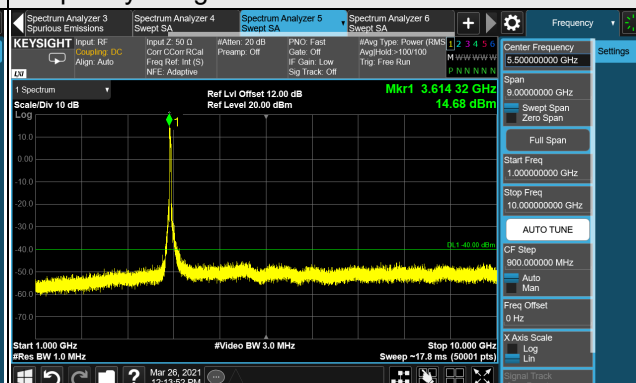 Spectrum Analyzer 3
Spurious Emissions
Spectrum Analyzer 4
Swept SA
Spectrum Analyzer 5
Swept SA
Spectrum Analyzer 6
Swept SA
Frequency
KEYSIGHT
Input: RF
Coupling: DC
Align: Auto
LXI
Input Z: 50 Ω
Corr CCorr RCal
Freq Ref: Int (S)
NFE: Adaptive
#Atten: 20 dB
Preamp: Off
PNO: Fast
Gate: Off
IF Gain: Low
Sig Track: Off
#Avg Type: Power (RMS
Avg|Hold:>100/100
Trig: Free Run
1 2 3 4 5 6
M W W W W W
P N N N N N
1 Spectrum
Scale/Div 10 dB
Log
Ref Lvl Offset 12.00 dB
Ref Level 20.00 dBm
Mkr1 3.614 32 GHz
14.68 dBm
1
10.0
0.00
-10.0
-20.0
-30.0
-40.0
-50.0
-60.0
-70.0
DL1 -40.00 dBm
Start 1.000 GHz
#Res BW 1.0 MHz
#Video BW 3.0 MHz
Stop 10.000 GHz
Sweep ~17.8 ms (50001 pts)
Mar 26, 2021
12:13:52 PM
Center Frequency
5.500000000 GHz
Settings
Span
9.00000000 GHz
Swept Span
Zero Span
Full Span
Start Freq
1.000000000 GHz
Stop Freq
10.000000000 GHz
AUTO TUNE
CF Step
900.000000 MHz
Auto
Man
Freq Offset
0 Hz
X Axis Scale
Log
Lin
Signal Track